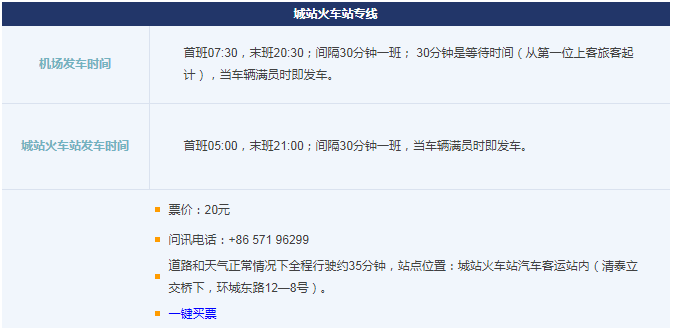 城站火车站专线
机场发车时间
首班07:30，末班20:30；间隔30分钟一班； 30分钟是等待时间（从第一位上客旅客起
计），当车辆满员时即发车。
城站火车站发车时间
首班05:00，末班21:00；间隔30分钟一班，当车辆满员时即发车。
票价：20元
问讯电话：+86 571 96299
道路和天气正常情况下全程行驶约35分钟，站点位置：城站火车站汽车客运站内（清泰立
交桥下，环城东路12—8号）。
一键买票